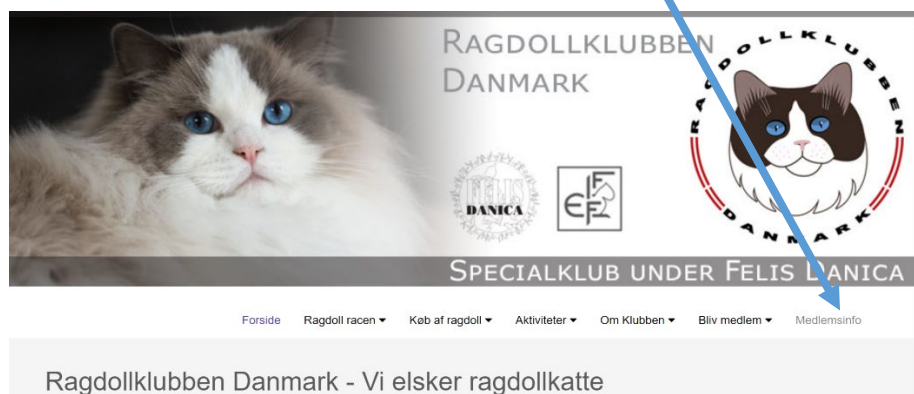 RAGDOLLKLUBBEN
DANMARK
RAGDOLLKLUBBEN
DANMARK
FELIS
DANICA
FIFE
SPECIALKLUB UNDER FELIS DANICA
Forside Ragdoll racen Køb af ragdoll Aktiviteter Om Klubben Bliv medlem Medlemsinfo
Ragdollklubben Danmark - Vi elsker ragdollkatte